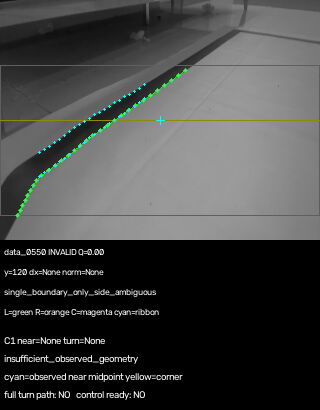 data_0550 INVALID Q=0.00
y=120 dx=None norm=None
single_boundary_only_side_ambiguous
L=green R=orange C=magenta cyan=ribbon
C1 near=None turn=None
insufficient_observed_geometry
cyan=observed near midpoint yellow=corner
full turn path: NO control ready: NO